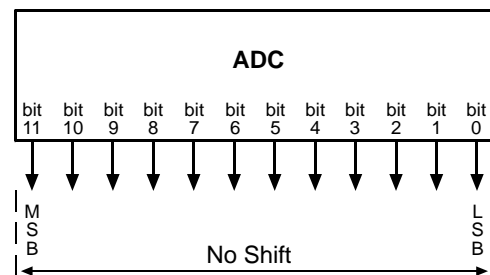 ADC
bit bit bit bit bit bit bit bit bit bit bit bit
11 10 9 8 7 6 5 4 3 2 1 0
MSB LSB
No Shift